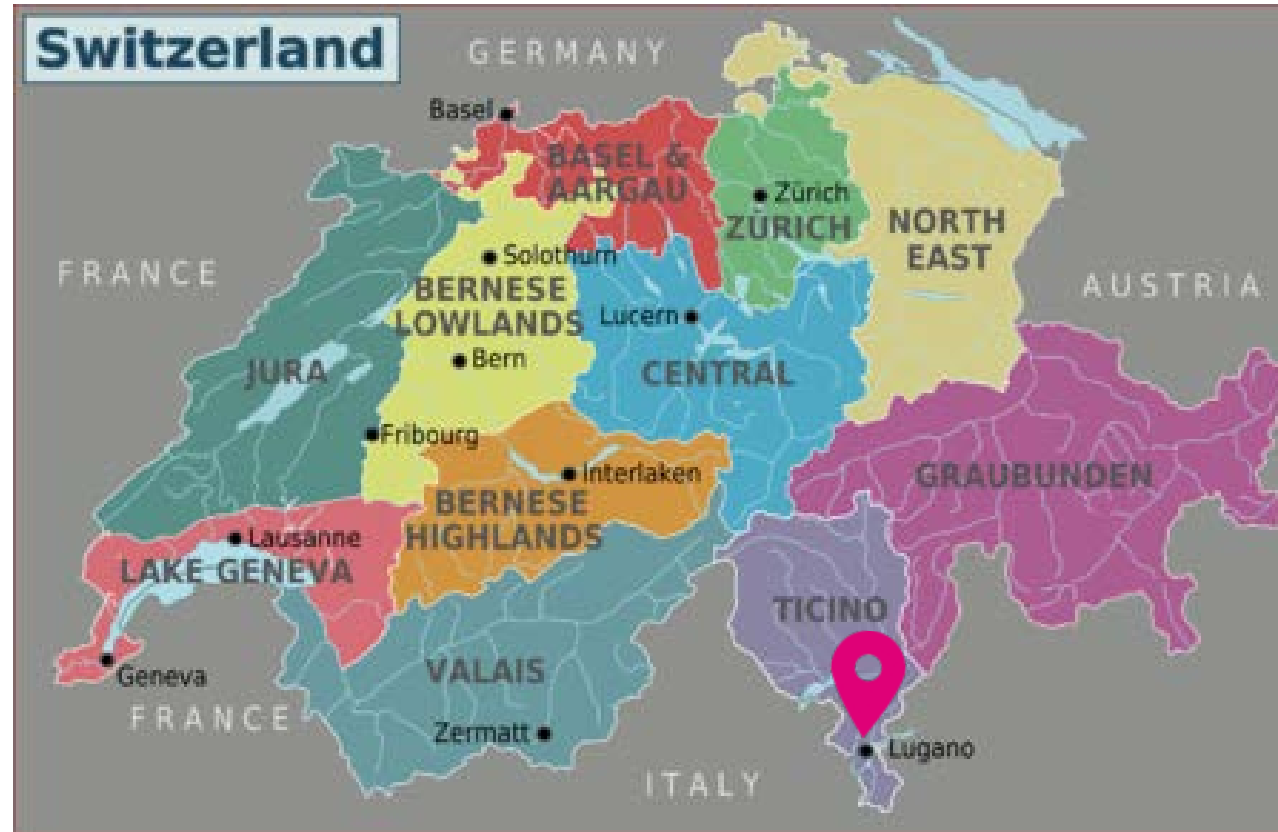 Switzerland
GERMANY
Basel
BASEL &
AARGAU
Zürich
ZÜRICH
NORTH
EAST
FRANCE
Solothurn
AUSTRIA
BERNESE
LOWLANDS
Lucern
Bern
JURA
CENTRAL
Fribourg
Interlaken
GRAUBUNDEN
BERNESE
HIGHLANDS
Lausanne
LAKE GENEVA
TICINO
VALAIS
Geneva
FRANCE
Zermatt
Lugano
ITALY